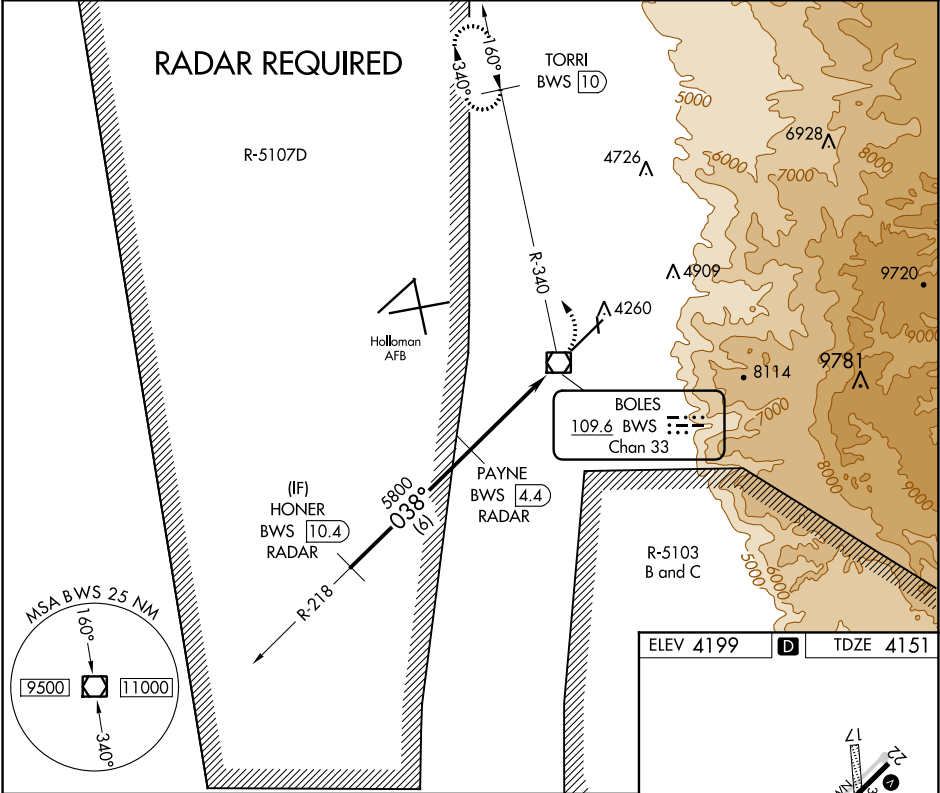 RADAR REQUIRED
160°
340°
TORRI
BWS 10
R-5107D
5000
6928
4726
6000
7000
8000
R-340
4909
9720
4260
9000
Holloman
AFB
8114
9781
BOLES
109.6 BWS
Chan 33
7000
8000
9000
PAYNE
BWS 4.4
RADAR
5800
038°
(6)
(IF)
HONER
BWS 10.4
RADAR
R-218
R-5103
B and C
5000
6000
MSA BWS 25 NM
160°
9500
11000
340°
ELEV 4199
D
TDZE 4151
17
22
V